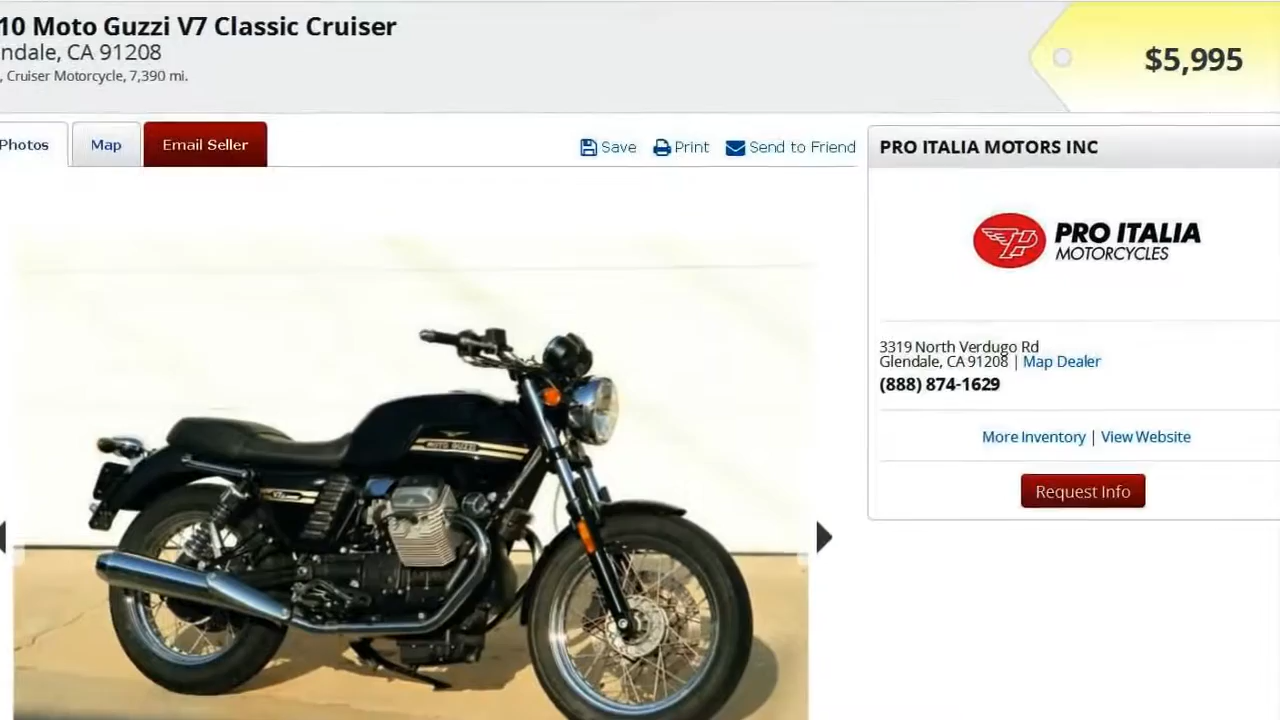 10 Moto Guzzi V7 Classic Cruiser
ndale, CA 91208
, Cruiser Motorcycle, 7,390 mi.
$5,995
Photos
Map
Email Seller
Save
Print
Send to Friend
PRO ITALIA MOTORS INC
PRO ITALIA
MOTORCYCLES
3319 North Verdugo Rd
Glendale, CA 91208 | Map Dealer
(888) 874-1629
More Inventory | View Website
Request Info
MOTO GUZZI